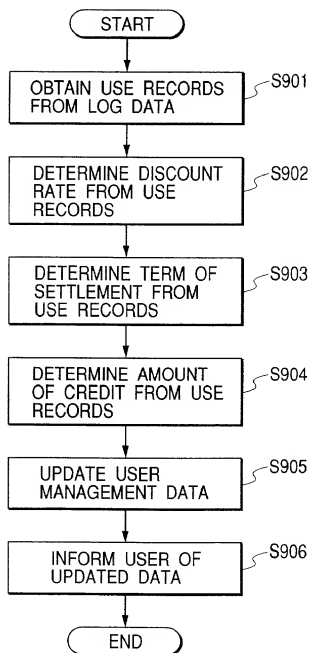 START
OBTAIN USE RECORDS
FROM LOG DATA
S901
DETERMINE DISCOUNT
RATE FROM USE
RECORDS
S902
DETERMINE TERM OF
SETTLEMENT FROM
USE RECORDS
S903
DETERMINE AMOUNT
OF CREDIT FROM USE
RECORDS
S904
UPDATE USER
MANAGEMENT DATA
S905
INFORM USER OF
UPDATED DATA
S906
END